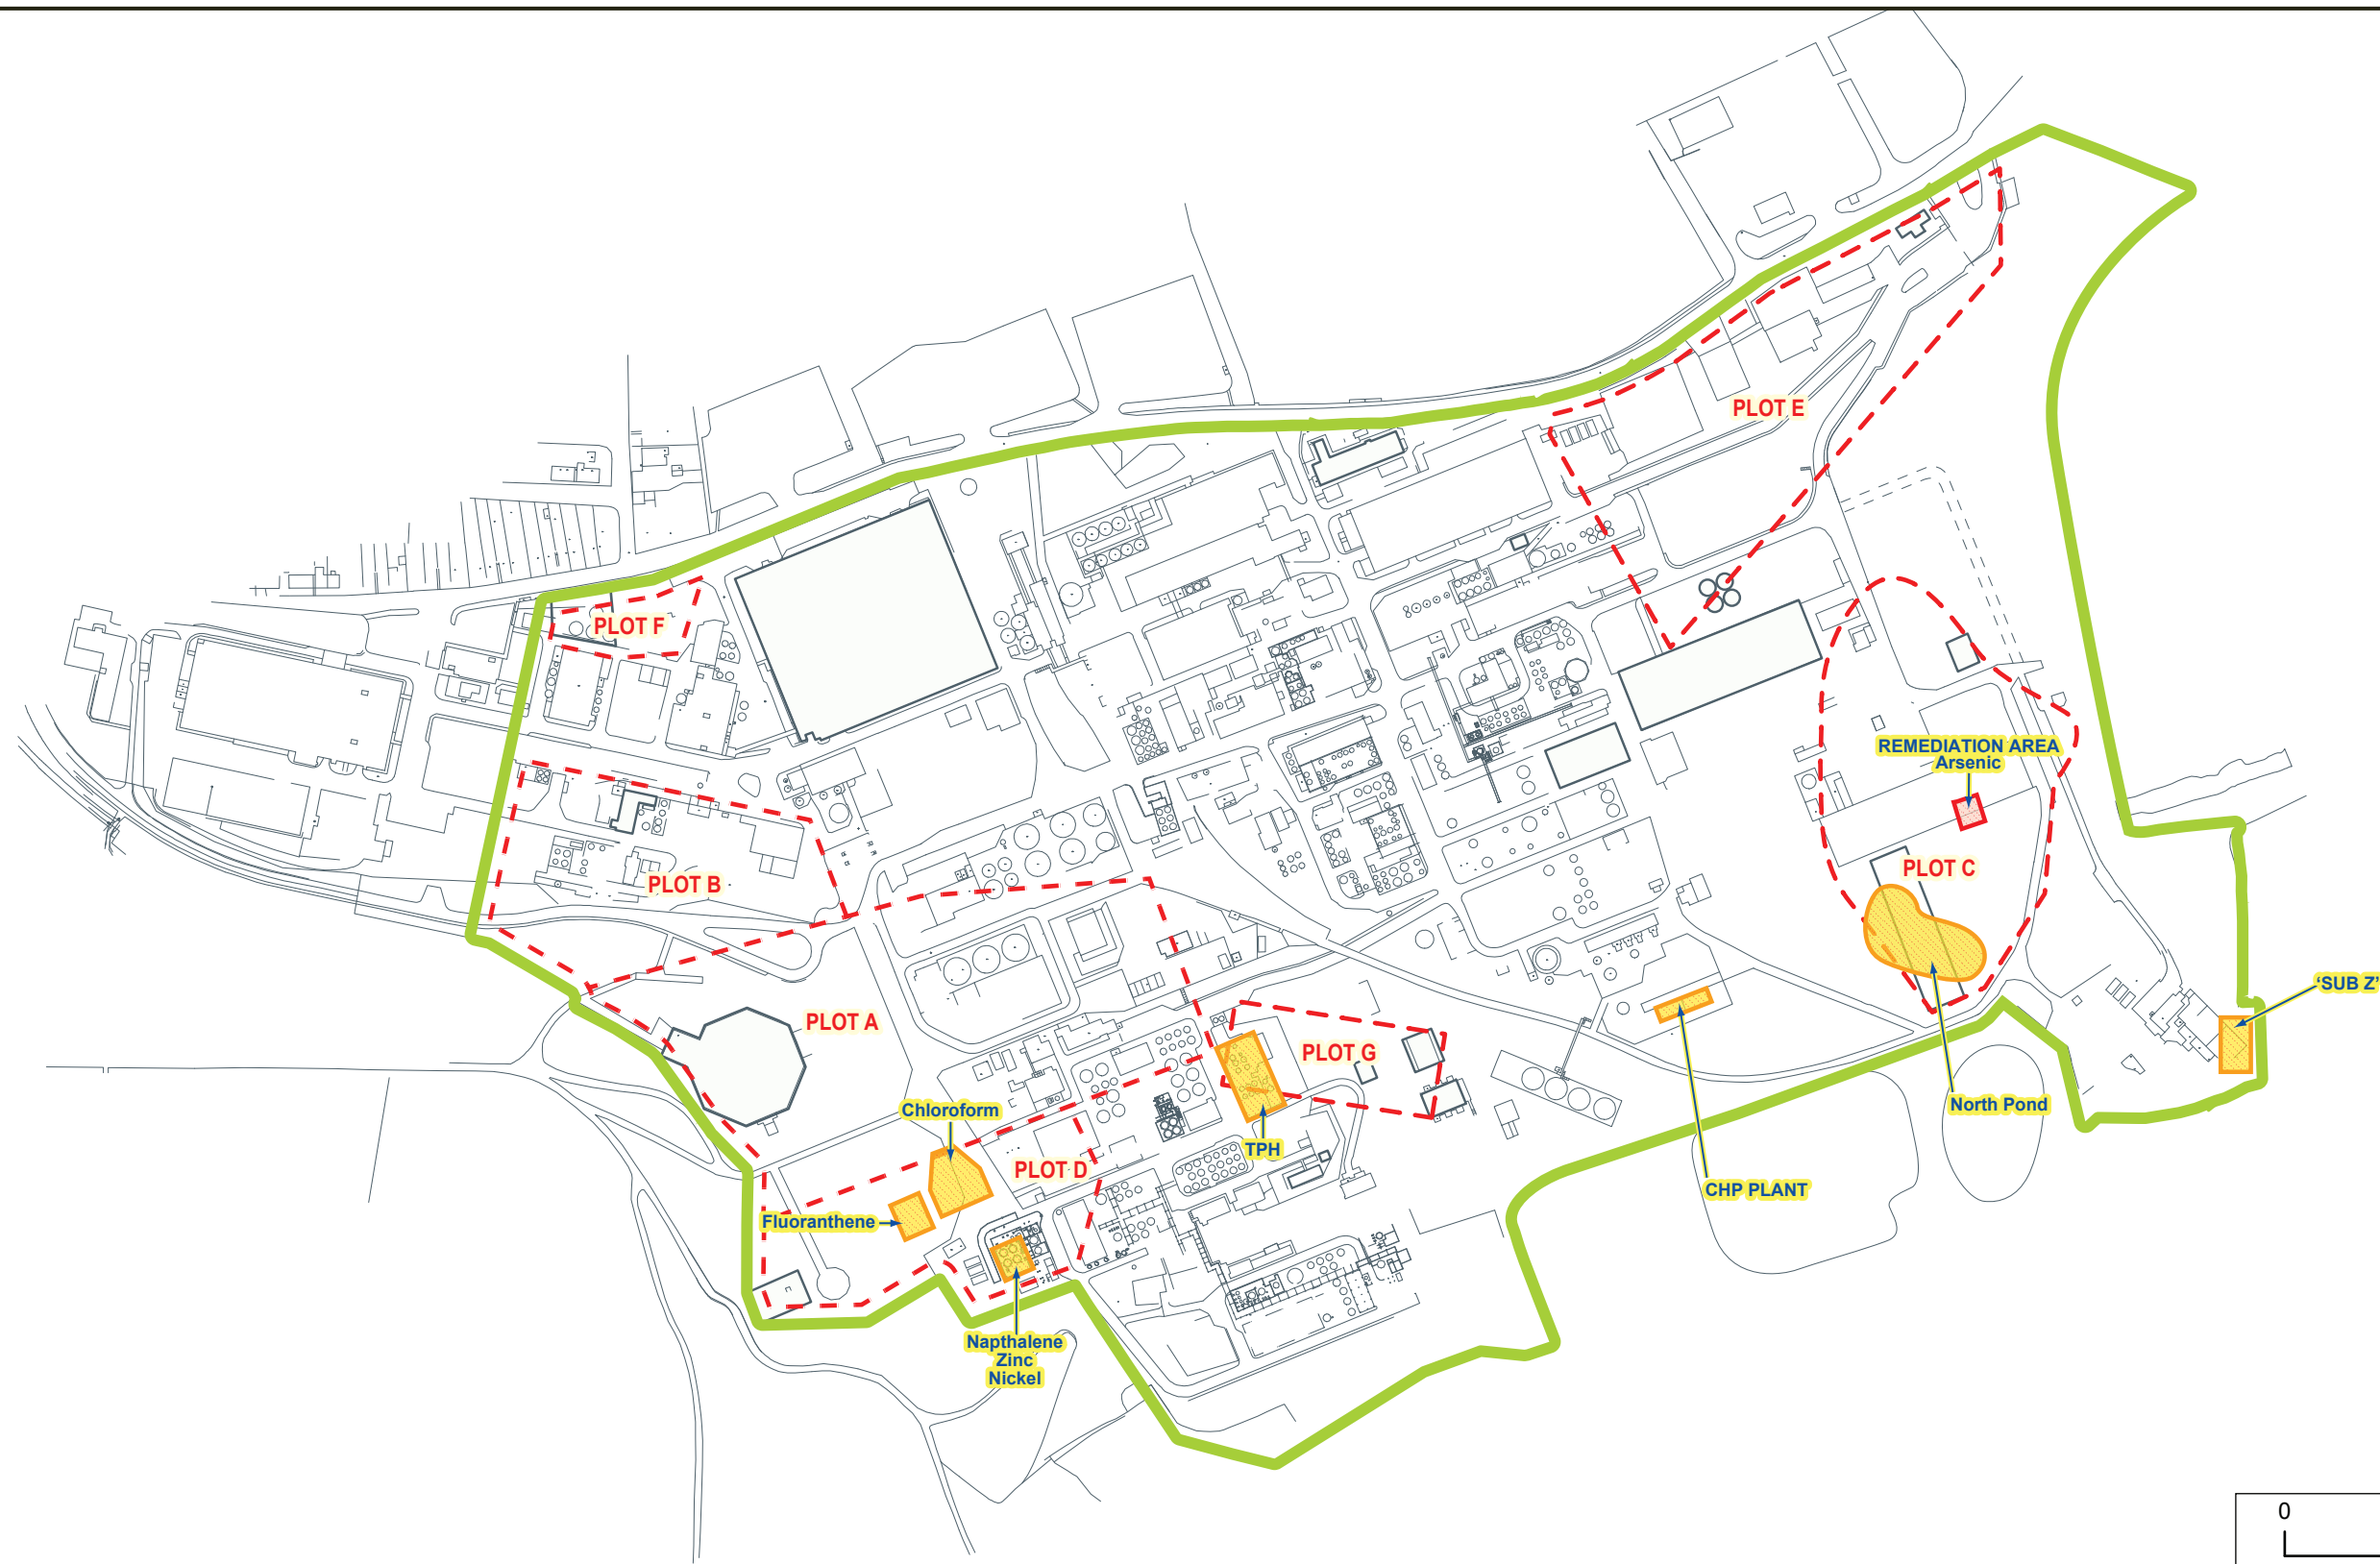 PLOT E
PLOT F
REMEDIATION AREA
Arsenic
PLOT C
PLOT B
'SUB Z'
PLOT A
PLOT G
Chloroform
North Pond
TPH
PLOT D
CHP PLANT
Fluoranthene
Napthalene
Zinc
Nickel
0